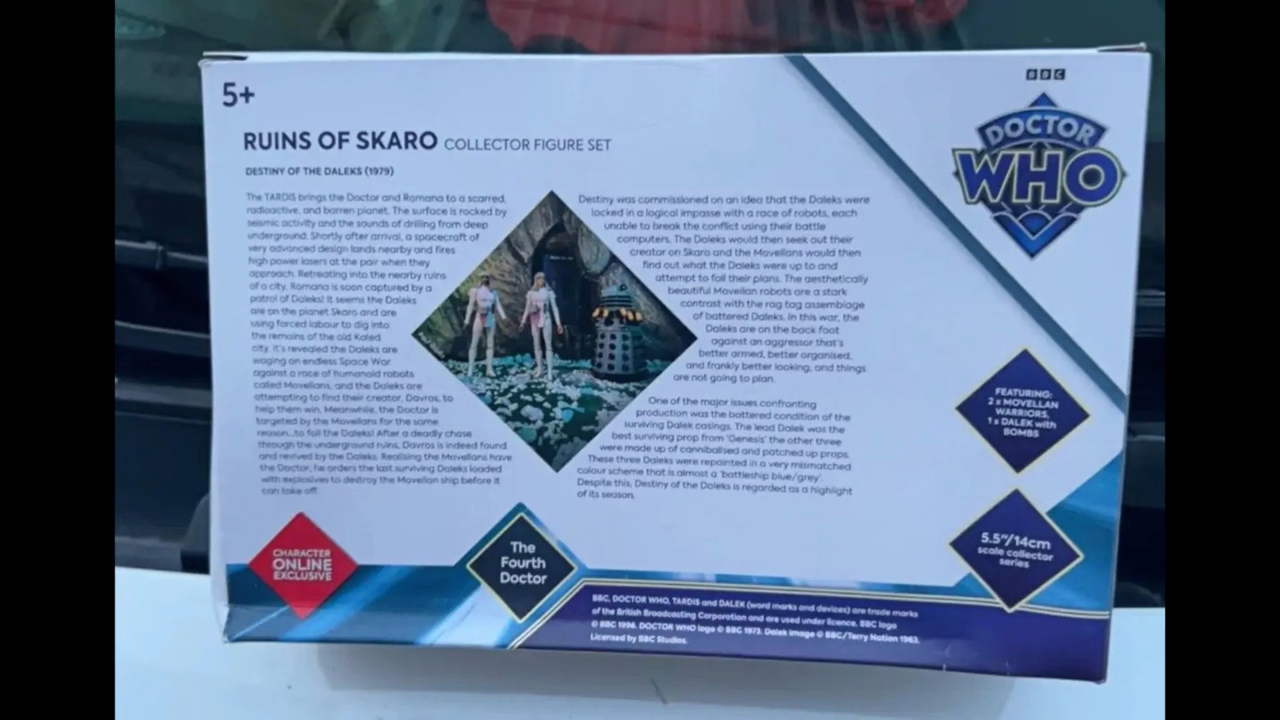 5+
BBC
DOCTOR
WHO
RUINS OF SKARO COLLECTOR FIGURE SET
DESTINY OF THE DALEKS (1979)
The TARDIS brings the Doctor and Romana to a scarred,
radioactive, and barren planet. The surface is rocked by
seismic activity and the sounds of drilling from deep
underground. Shortly after arrival, a spacecraft of
very advanced design lands nearby and fires
high power lasers at the pair when they
approach. Retreating into the nearby ruins
of a city, Romana is soon captured by a
patrol of Daleks! It seems the Daleks
are on the planet Skaro and are
using forced labour to dig into
the remains of the old Kaled
city. It's revealed the Daleks are
waging an endless Space War
against a race of humanoid robots
called Movellans, and the Daleks are
attempting to find their creator, Davros, to
help them win. Meanwhile, the Doctor is
targeted by the Movellans for the same
reason...to foil the Daleks! After a deadly chase
through the underground ruins, Davros is indeed found
and revived by the Daleks. Realising the Movellans have
the Doctor, he orders the last surviving Daleks loaded
with explosives to destroy the Movellan ship before it
can take off.
Destiny was commissioned on an idea that the Daleks were
locked in a logical impasse with a race of robots, each
unable to break the conflict using their battle
computers. The Daleks would then seek out their
creator on Skaro and the Movellans would then
find out what the Daleks were up to and
attempt to foil their plans. The aesthetically
beautiful Movellan robots are a stark
contrast with the rag tag assemblage
of battered Daleks. In this war, the
Daleks are on the back foot
against an aggressor that's
better armed, better organised,
and frankly better looking, and things
are not going to plan.
One of the major issues confronting
production was the battered condition of the
surviving Dalek casings. The lead Dalek was the
best surviving prop from 'Genesis' the other three
were made up of cannibalised and patched up props.
These three Daleks were repainted in a very mismatched
colour scheme that is almost a 'battleship blue/grey'.
Despite this, Destiny of the Daleks is regarded as a highlight
of its season.
FEATURING:
2 x MOVELLAN
WARRIORS,
1 x DALEK with
BOMBS
5.5"/14cm
scale collector
series
CHARACTER
ONLINE
EXCLUSIVE
The
Fourth
Doctor
BBC, DOCTOR WHO, TARDIS and DALEK (word marks and devices) are trade marks
of the British Broadcasting Corporation and are used under licence. BBC logo
© BBC 1996. DOCTOR WHO logo © BBC 1973. Dalek image © BBC/Terry Nation 1963.
Licensed by BBC Studios.